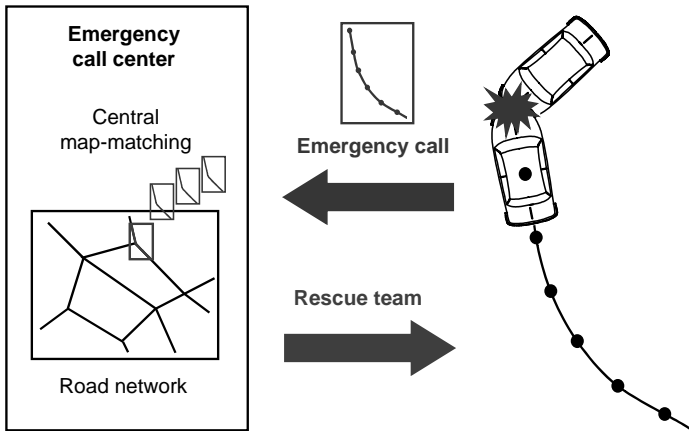 Emergency
call center
Central
map-matching
Road network
Emergency call
Rescue team